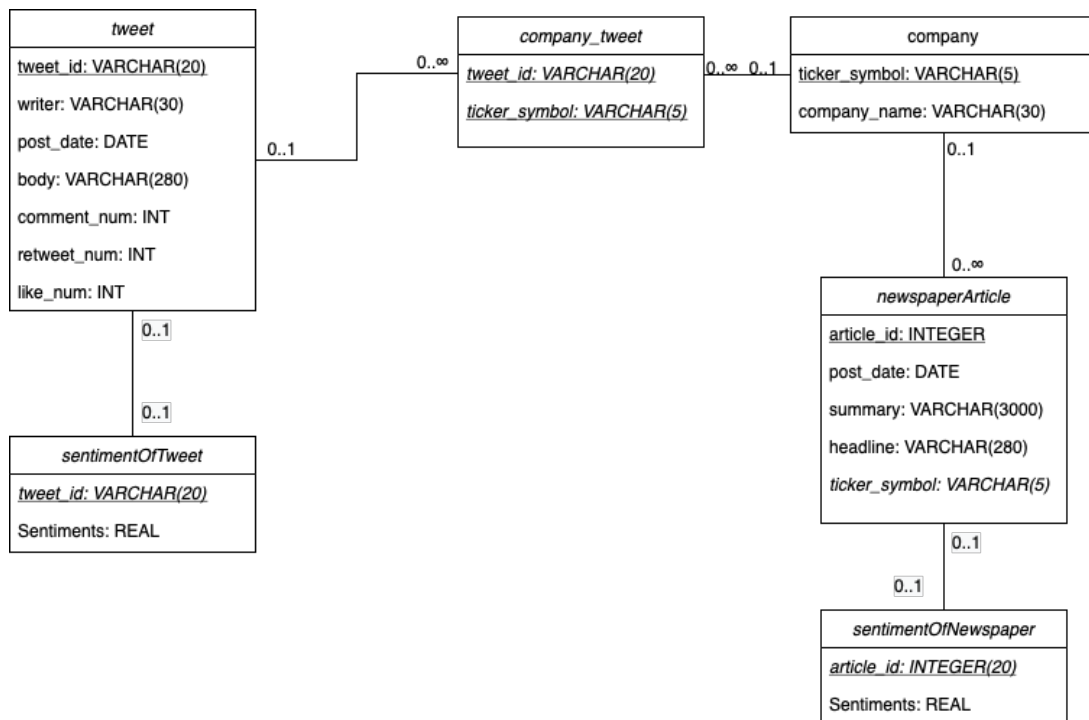 tweet
tweet_id: VARCHAR(20)
writer: VARCHAR(30)
post_date: DATE
body: VARCHAR(280)
comment_num: INT
retweet_num: INT
like_num: INT
0..1
0..∞
company_tweet
tweet_id: VARCHAR(20)
ticker_symbol: VARCHAR(5)
0..∞ 0..1
company
ticker_symbol: VARCHAR(5)
company_name: VARCHAR(30)
0..1
0..∞
newspaperArticle
article_id: INTEGER
post_date: DATE
summary: VARCHAR(3000)
headline: VARCHAR(280)
ticker_symbol: VARCHAR(5)
0..1
0..1
sentimentOfTweet
tweet_id: VARCHAR(20)
Sentiments: REAL
0..1
0..1
sentimentOfNewspaper
article_id: INTEGER(20)
Sentiments: REAL